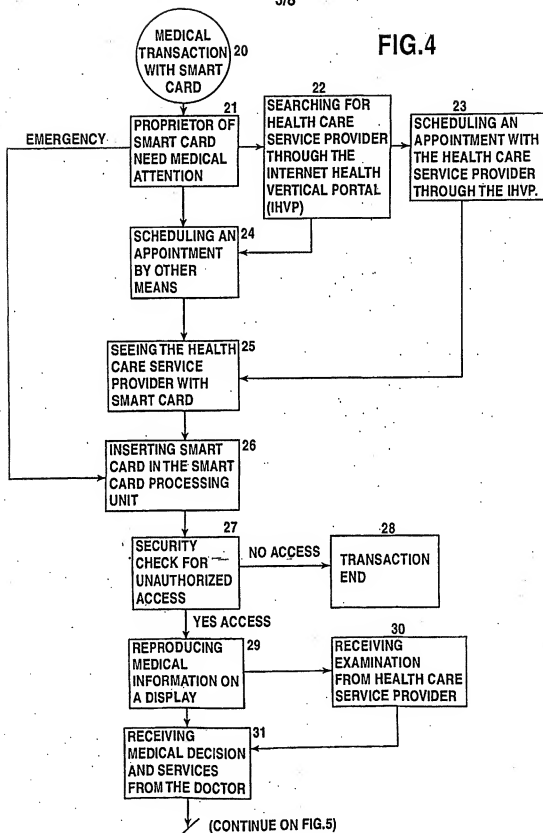 3/8
FIG.4
MEDICAL
TRANSACTION
WITH SMART
CARD
20
21
PROPRIETOR OF
SMART CARD
NEED MEDICAL
ATTENTION
EMERGENCY
22
SEARCHING FOR
HEALTH CARE
SERVICE PROVIDER
THROUGH THE
INTERNET HEALTH
VERTICAL PORTAL
(IHVP)
23
SCHEDULING AN
APPOINTMENT WITH
THE HEALTH CARE
SERVICE PROVIDER
THROUGH THE IHVP.
24
SCHEDULING AN
APPOINTMENT
BY OTHER
MEANS
25
SEEING THE HEALTH
CARE SERVICE
PROVIDER WITH
SMART CARD
26
INSERTING SMART
CARD IN THE SMART
CARD PROCESSING
UNIT
27
SECURITY
CHECK FOR
UNAUTHORIZED
ACCESS
NO ACCESS
28
TRANSACTION
END
YES ACCESS
29
REPRODUCING
MEDICAL
INFORMATION ON
A DISPLAY
30
RECEIVING
EXAMINATION
FROM HEALTH CARE
SERVICE PROVIDER
31
RECEIVING
MEDICAL DECISION
AND SERVICES
FROM THE DOCTOR
(CONTINUE ON FIG.5)